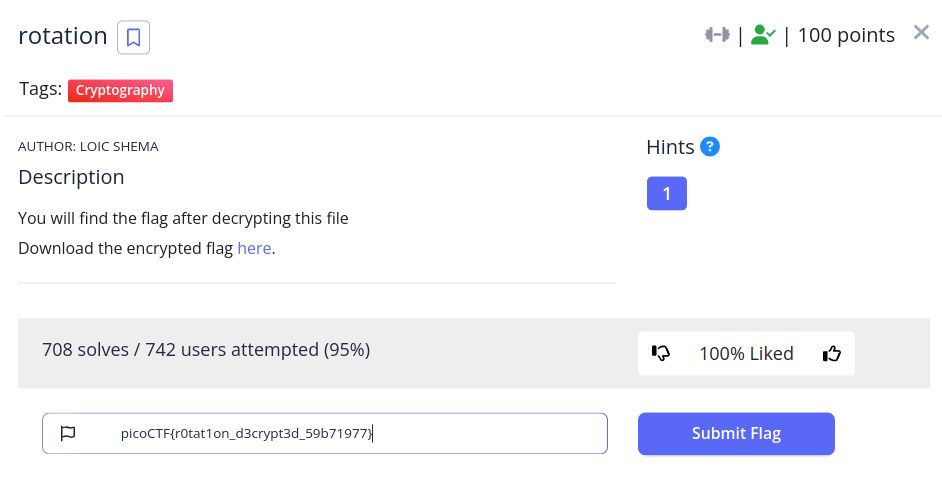 rotation
| | 100 points
Tags: Cryptography
AUTHOR: LOIC SHEMA
Hints ?
Description
1
You will find the flag after decrypting this file
Download the encrypted flag here.
708 solves / 742 users attempted (95%)
100% Liked
picoCTF{r0tat1on_d3crypt3d_59b71977}
Submit Flag